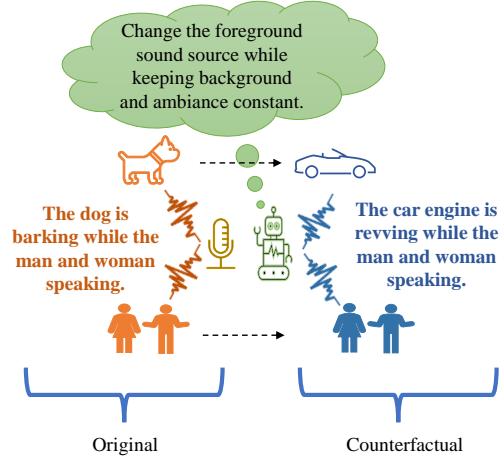 Change the foreground
sound source while
keeping background
and ambiance constant.
The dog is
barking while the
man and woman
speaking.
The car engine is
revving while the
man and woman
speaking.
Original
Counterfactual